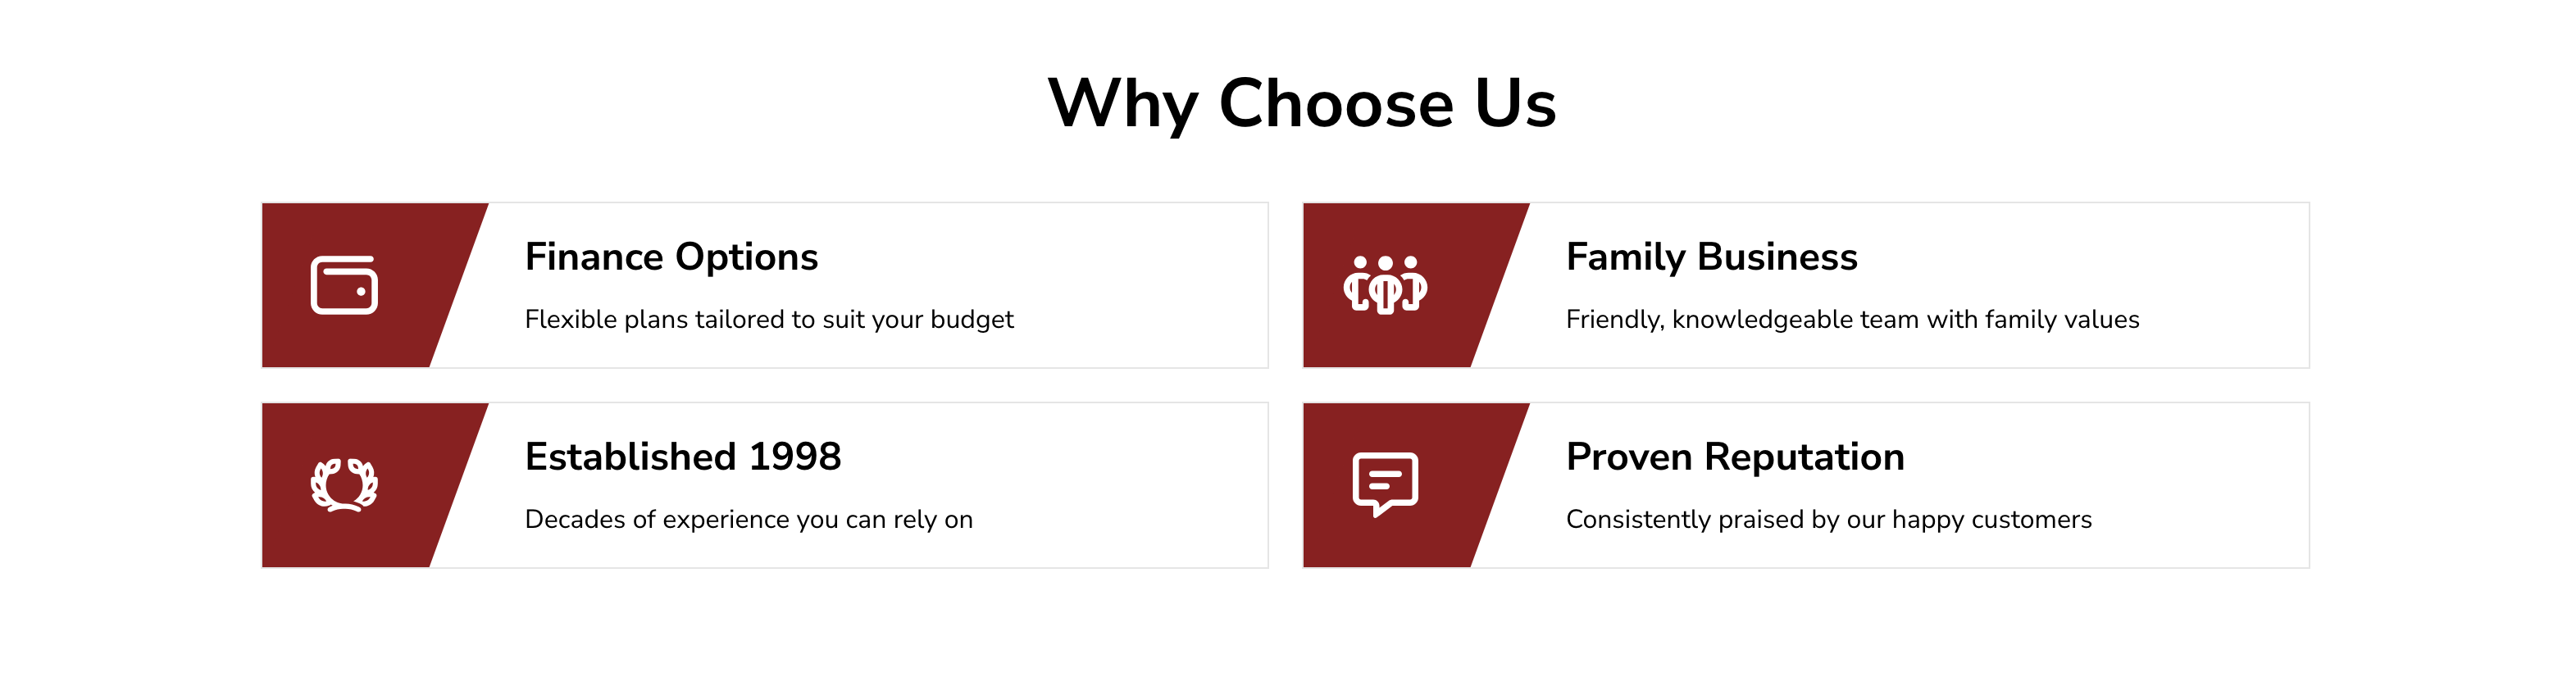 Why Choose Us
Finance Options
Flexible plans tailored to suit your budget
Family Business
Friendly, knowledgeable team with family values
Established 1998
Decades of experience you can rely on
Proven Reputation
Consistently praised by our happy customers